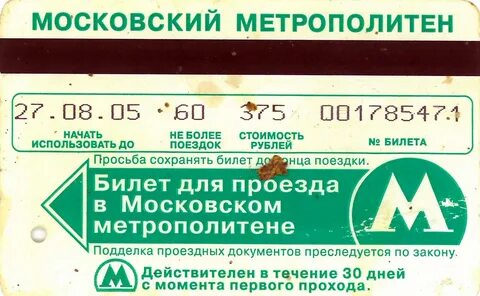 МОСКОВСКИЙ МЕТРОПОЛИТЕН
27.08.05 60 375 001785471
НАЧАТЬ ИСПОЛЬЗОВАТЬ ДО
НЕ БОЛЕЕ ПОЕЗДОК
СТОИМОСТЬ РУБЛЕЙ
№ БИЛЕТА
Просьба сохранять билет до конца поездки.
Билет для проезда
в Московском
метрополитене
М
Подделка проездных документов преследуется по закону.
М
Действителен в течение 30 дней
с момента первого прохода.